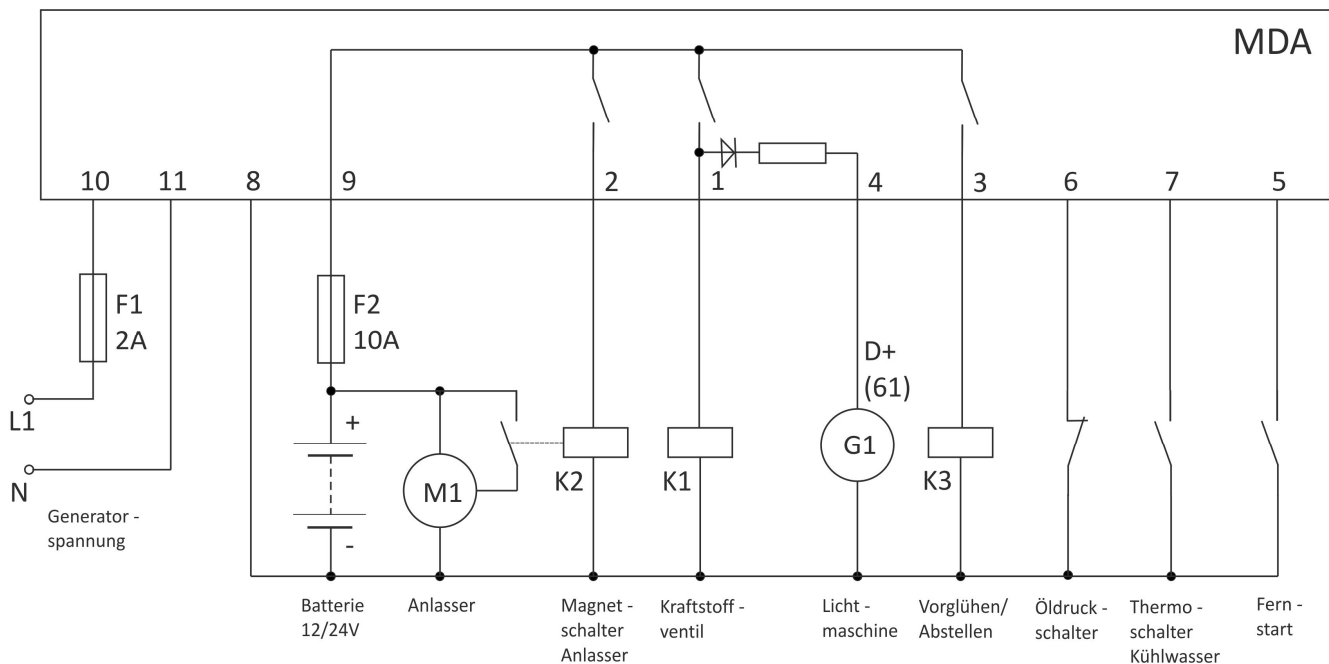 MDA
10 11 8 9 2 1 4 3 6 7 5
F1
2A
F2
10A
D+
(61)
L1
+
G1
K2
K1
K3
M1
N
-
Generator -
spannung
Batterie
12/24V
Anlasser
Magnet -
schalter
Anlasser
Kraftstoff -
ventil
Licht -
maschine
Vorglühen/
Abstellen
Öldruck -
schalter
Thermo -
schalter
Kühlwasser
Fern -
start